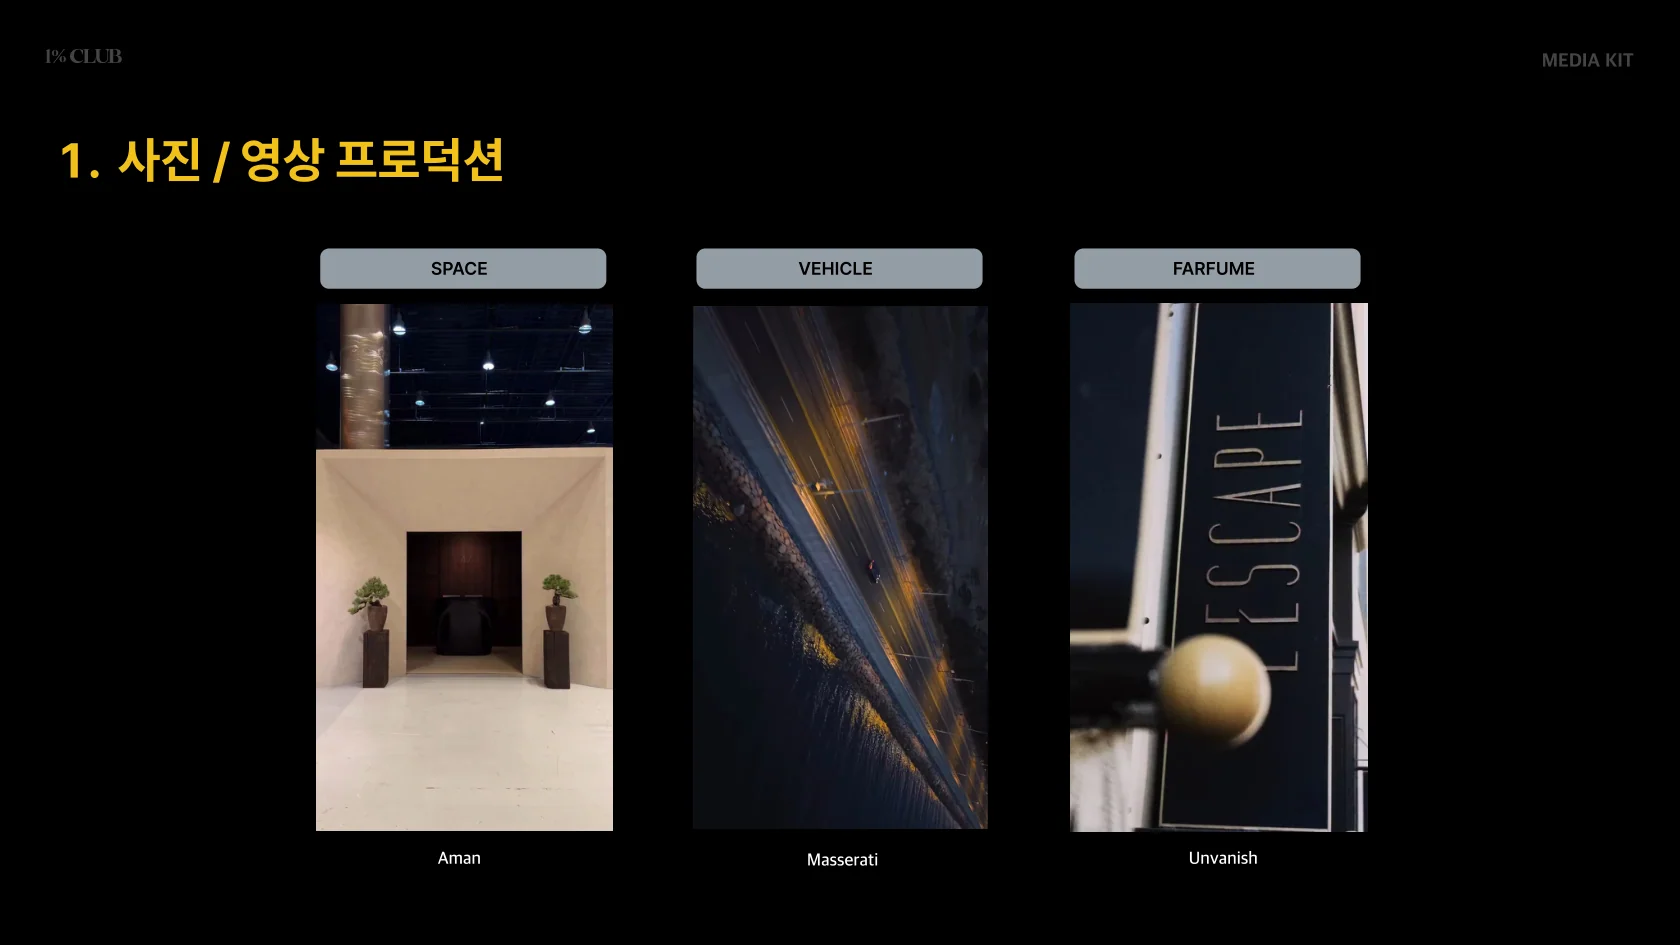 1% CLUB
MEDIA KIT
1. 사진 / 영상 프로덕션
SPACE
VEHICLE
FARFUME
LESCAPE
Aman
Masserati
Unvanish